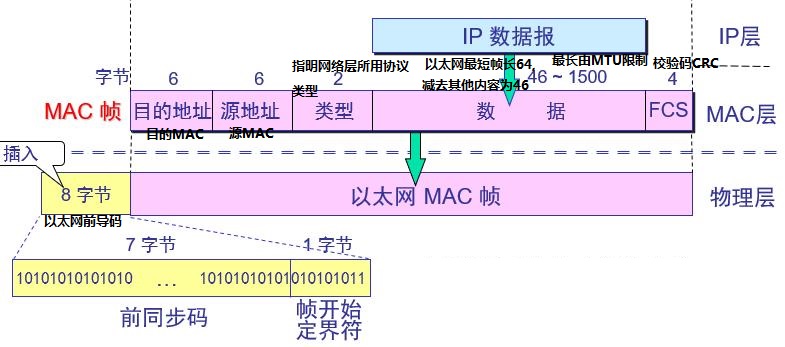 IP 数据报
IP层
指明网络层所用协议
类型
以太网最短帧长64,
减去其他内容为46
最长由MTU限制
校验码CRC
字节
6
6
2
46 ~ 1500
4
MAC 帧
目的地址
源地址
类型
数 据
FCS
MAC层
目的MAC
源MAC
插入
8 字节
以太网 MAC 帧
物理层
以太网前导码
7 字节
1 字节
10101010101010 … 10101010101010101011
前同步码
帧开始
定界符